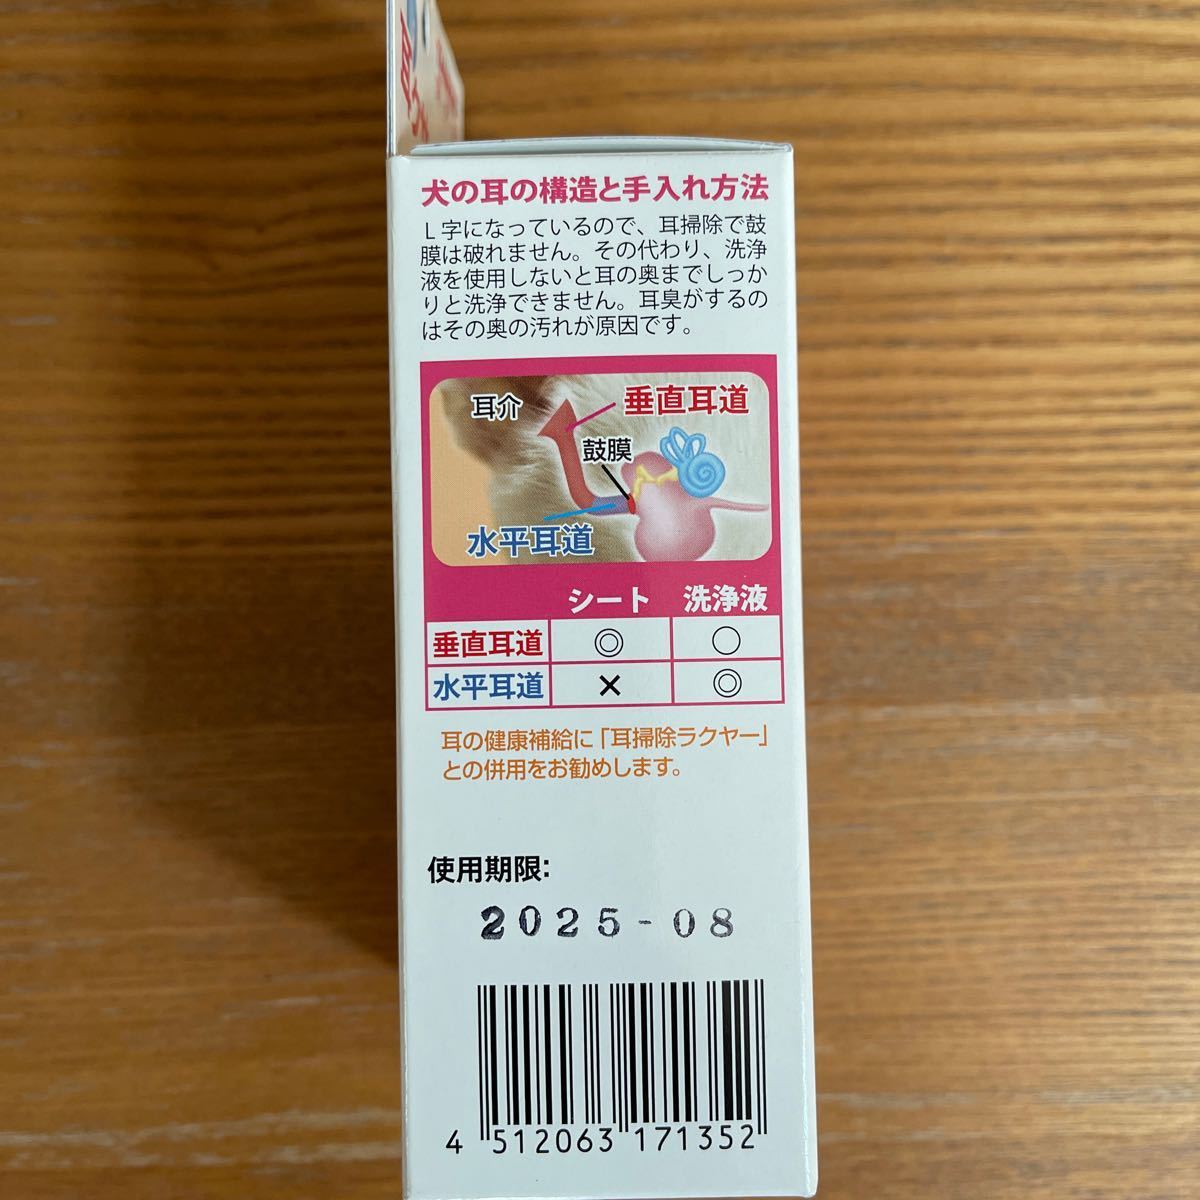 犬の耳の構造と手入れ方法
L字になっているので、耳掃除で鼓
膜は破れません。その代わり、洗浄
液を使用しないと耳の奥までしっか
りと洗浄できません。耳臭がするの
はその奥の汚れが原因です。
耳介
垂直耳道
鼓膜
水平耳道
シート 洗浄液
垂直耳道 ◎ ○
水平耳道 × ◎
耳の健康補給に「耳掃除ラクヤー」
との併用をお勧めします。
使用期限:
2025-08
4 512063 171352